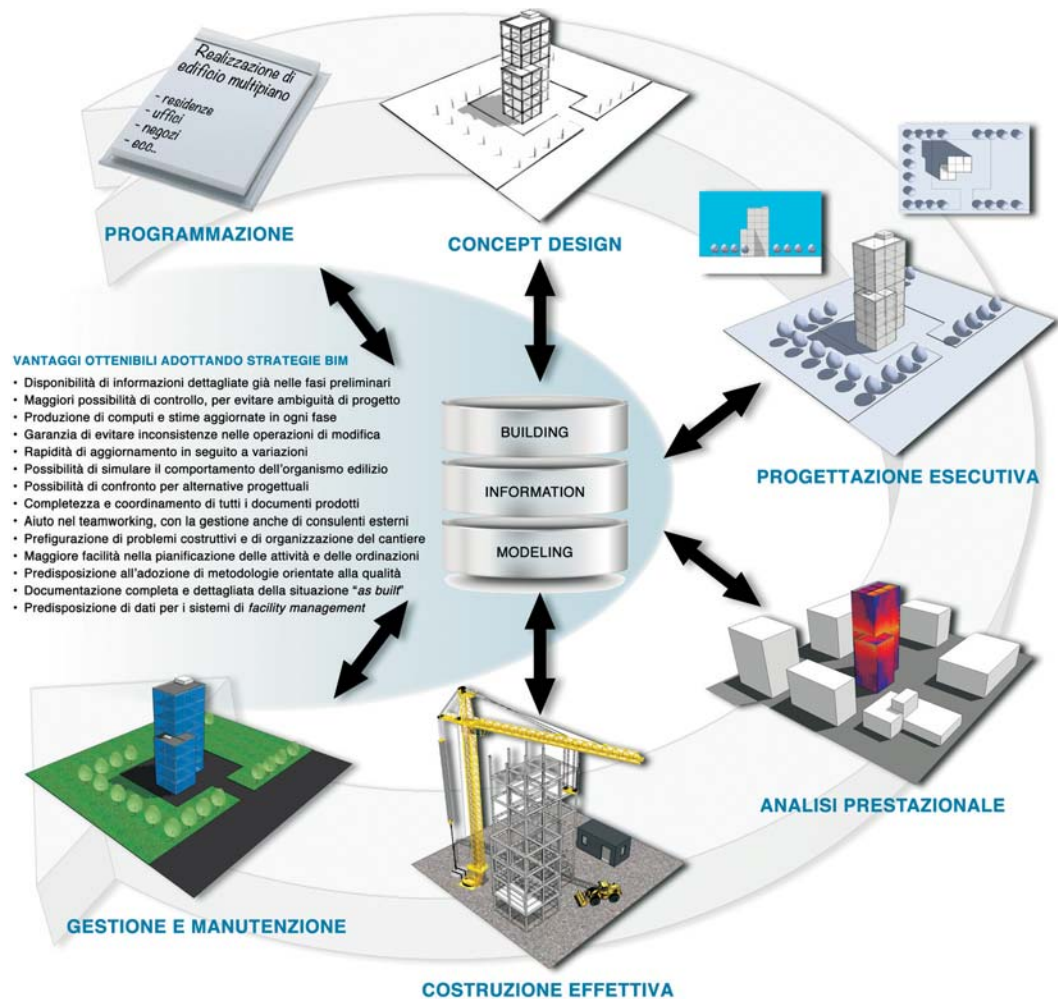 Realizzazione di
edificio multipiano
- residenze
- uffici
- negozi
- ecc..
PROGRAMMAZIONE
CONCEPT DESIGN
PROGETTAZIONE ESECUTIVA
VANTAGGI OTTENIBILI ADOTTANDO STRATEGIE BIM
• Disponibilità di informazioni dettagliate già nelle fasi preliminari
• Maggiori possibilità di controllo, per evitare ambiguità di progetto
• Produzione di computi e stime aggiornate in ogni fase
• Garanzia di evitare inconsistenze nelle operazioni di modifica
• Rapidità di aggiornamento in seguito a variazioni
• Possibilità di simulare il comportamento dell'organismo edilizio
• Possibilità di confronto per alternative progettuali
• Completezza e coordinamento di tutti i documenti prodotti
• Aiuto nel teamworking, con la gestione anche di consulenti esterni
• Prefigurazione di problemi costruttivi e di organizzazione del cantiere
• Maggiore facilità nella pianificazione delle attività e delle ordinazioni
• Predisposizione all'adozione di metodologie orientate alla qualità
• Documentazione completa e dettagliata della situazione "as built"
• Predisposizione di dati per i sistemi di facility management
BUILDING
INFORMATION
MODELING
ANALISI PRESTAZIONALE
GESTIONE E MANUTENZIONE
COSTRUZIONE EFFETTIVA